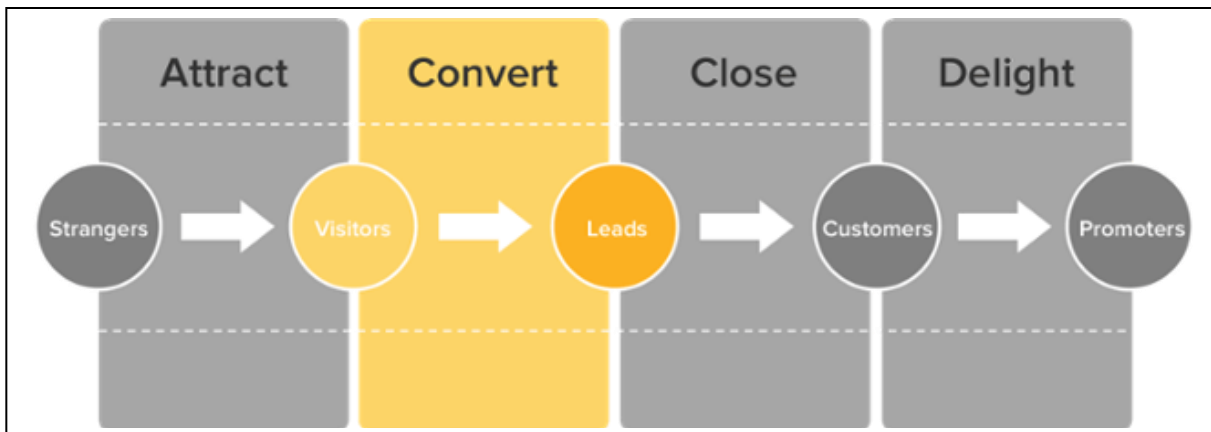 Attract Convert Close Delight
Strangers Visitors Leads Customers Promoters